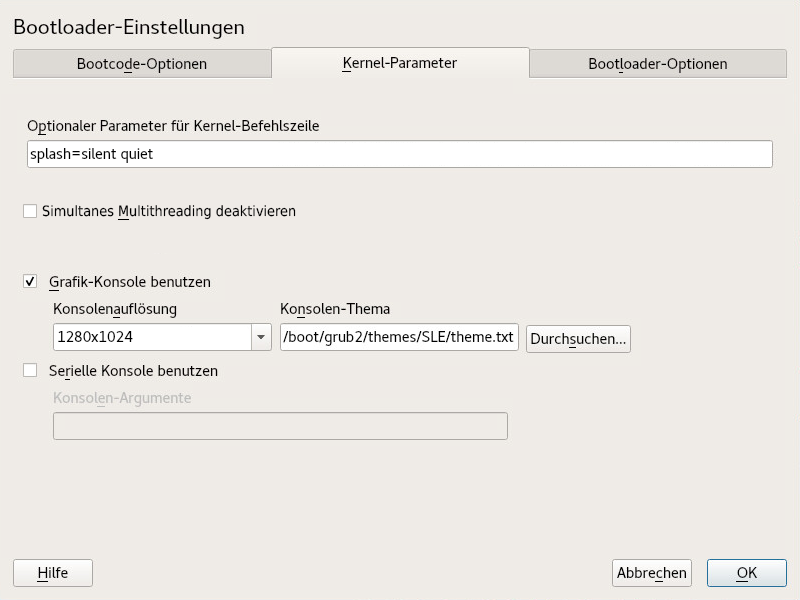 Bootloader-Einstellungen
Bootcode-Optionen Kernel-Parameter Bootloader-Optionen
Optionaler Parameter für Kernel-Befehlszeile
splash=silent quiet
Simultanes Multithreading deaktivieren
Grafik-Konsole benutzen
Konsolenauflösung Konsolen-Thema
1280x1024 /boot/grub2/themes/SLE/theme.txt Durchsuchen...
Serielle Konsole benutzen
Konsolen-Argumente
Hilfe Abbrechen OK